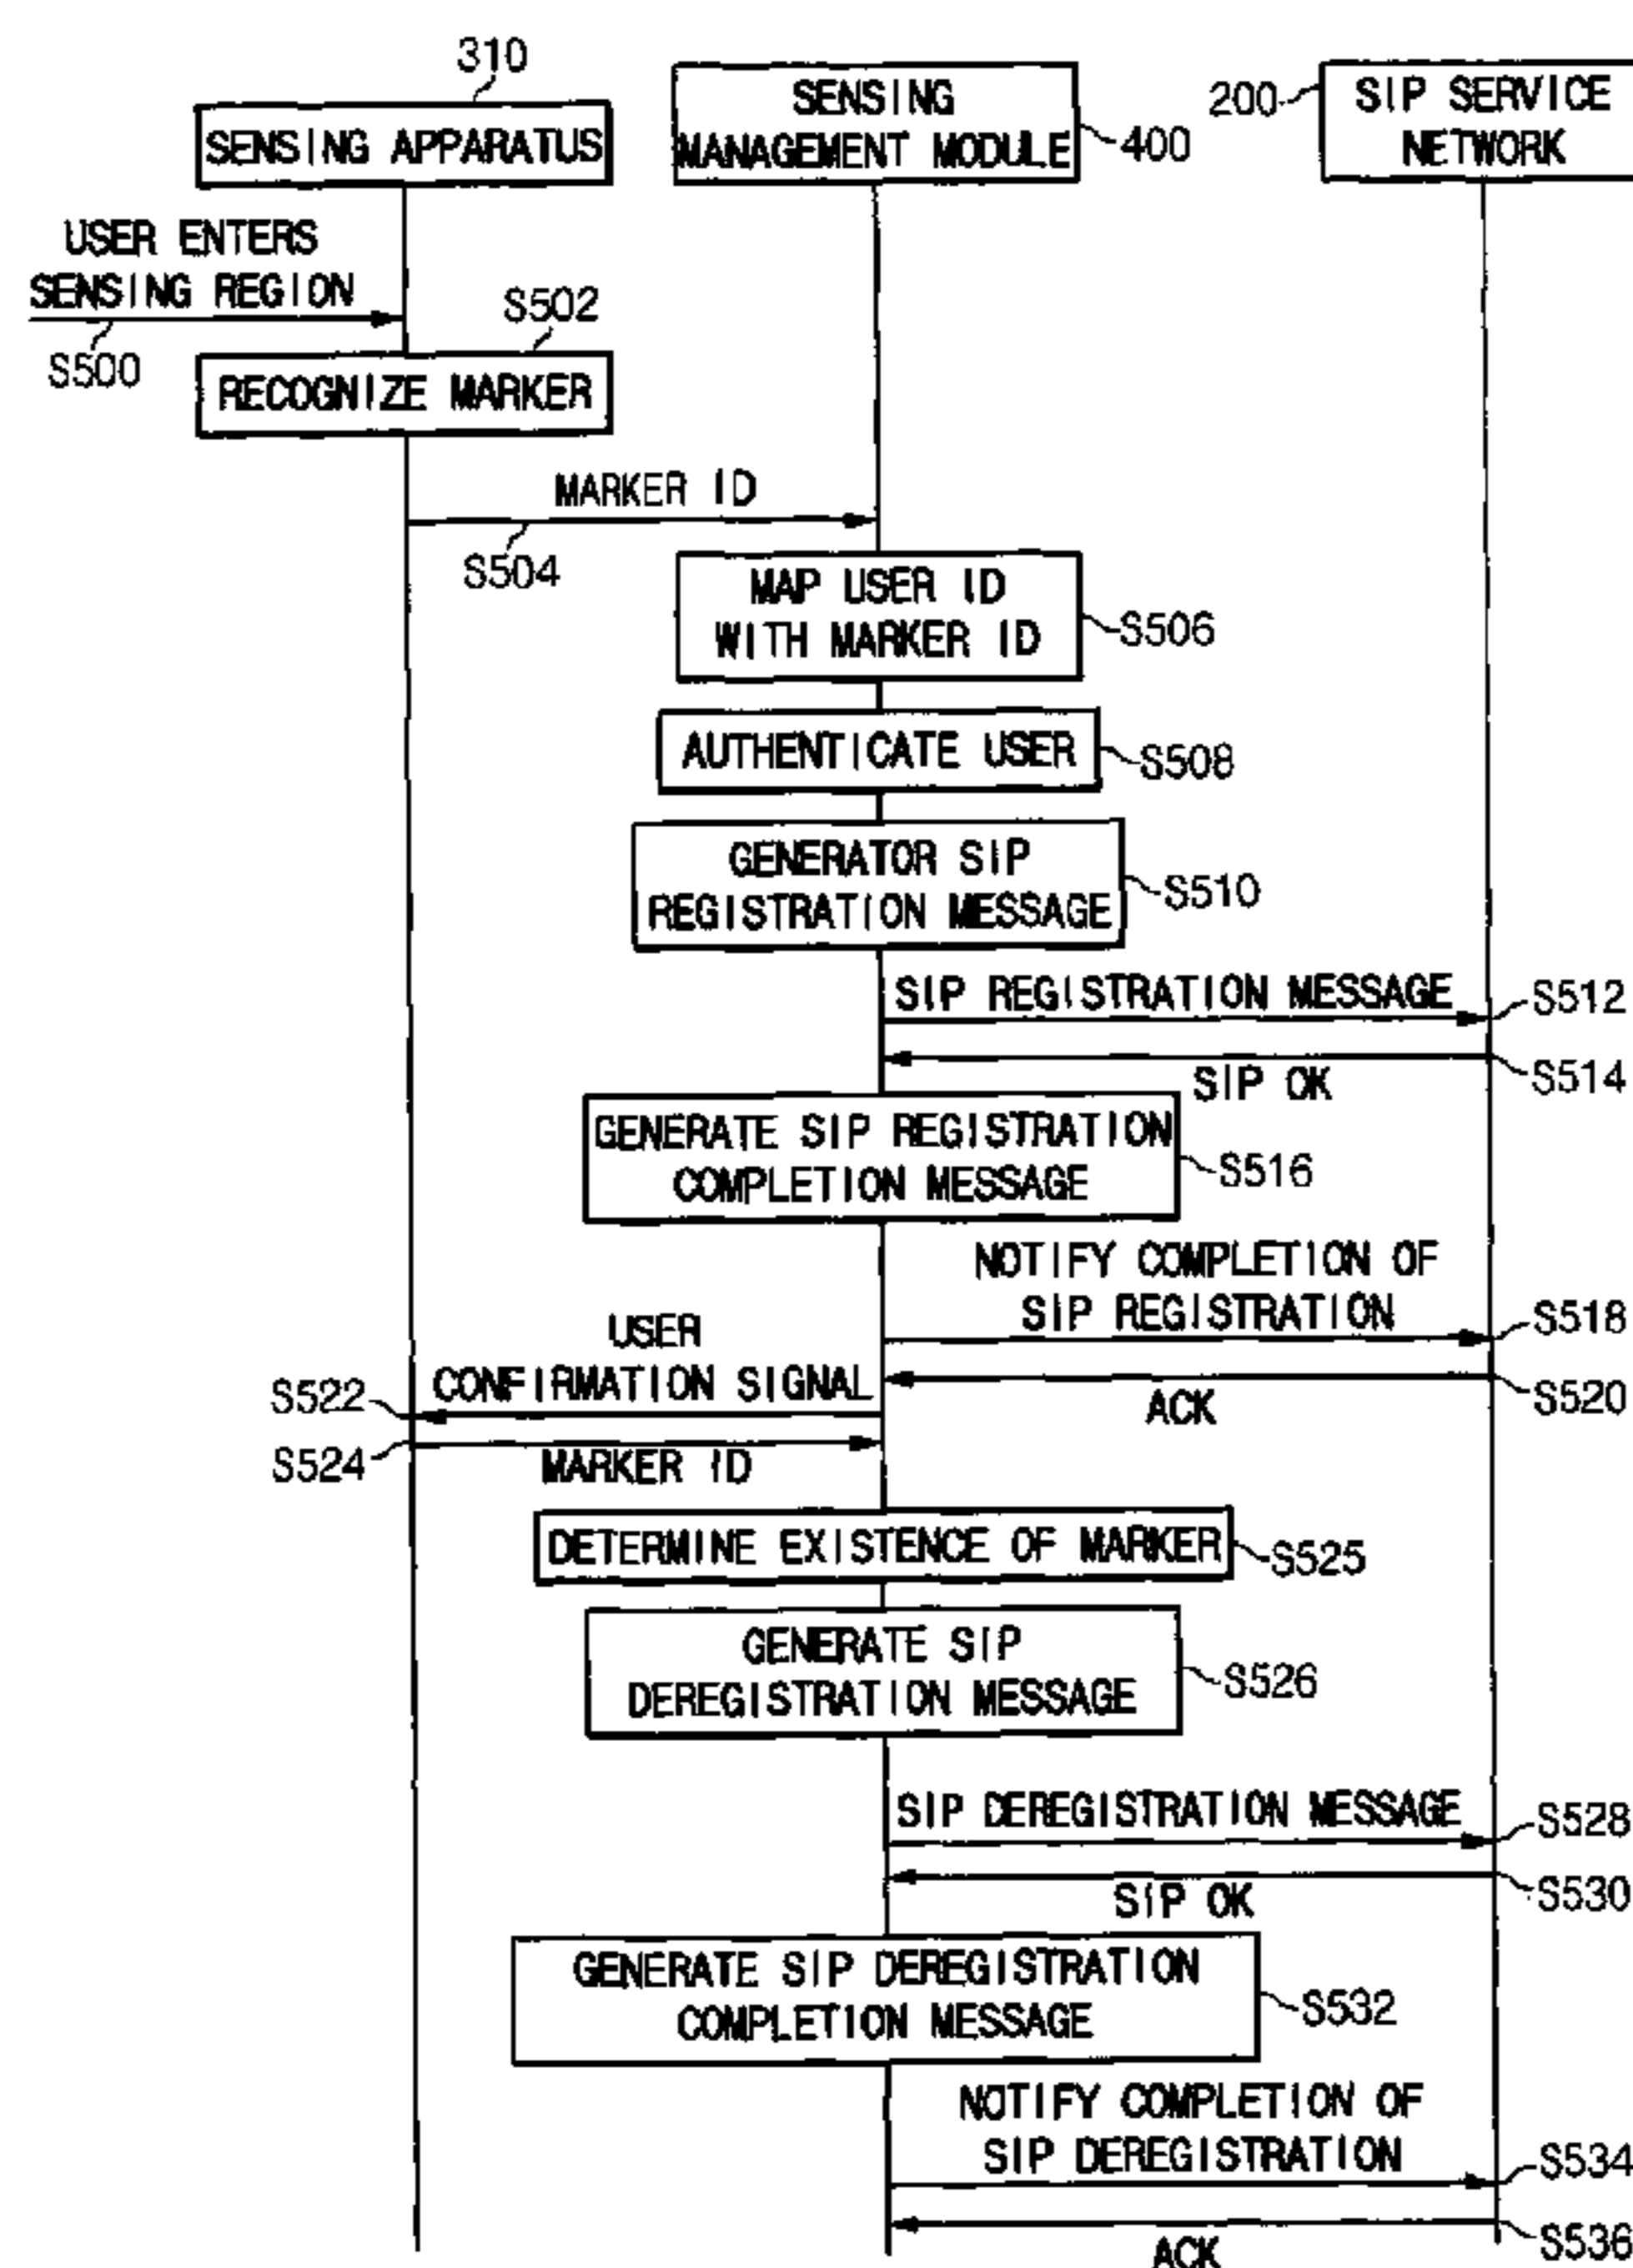 310
SENSING APPARATUS
SENSING
MANAGEMENT MODULE
400
200
SIP SERVICE
NETWORK
USER ENTERS
SENSING REGION
S500
S502
RECOGNIZE MARKER
MARKER ID
S504
MAP USER ID
WITH MARKER ID
S506
AUTHENTICATE USER
S508
GENERATOR SIP
REGISTRATION MESSAGE
S510
SIP REGISTRATION MESSAGE
S512
SIP OK
S514
GENERATE SIP REGISTRATION
COMPLETION MESSAGE
S516
NOTIFY COMPLETION OF
SIP REGISTRATION
S518
USER
CONFIRMATION SIGNAL
S522
ACK
S520
S524
MARKER ID
DETERMINE EXISTENCE OF MARKER
S525
GENERATE SIP
DEREGISTRATION MESSAGE
S526
SIP DEREGISTRATION MESSAGE
S528
SIP OK
S530
GENERATE SIP DEREGISTRATION
COMPLETION MESSAGE
S532
NOTIFY COMPLETION OF
SIP DEREGISTRATION
S534
ACK
S536